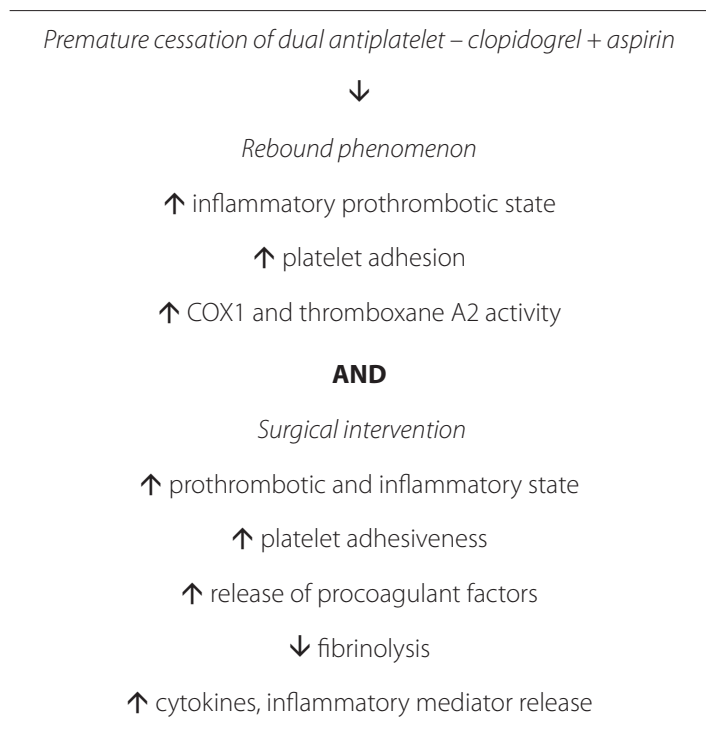 Premature cessation of dual antiplatelet – clopidogrel + aspirin
↓
Rebound phenomenon
↑ inflammatory prothrombotic state
↑ platelet adhesion
↑ COX1 and thromboxane A2 activity
AND
Surgical intervention
↑ prothrombotic and inflammatory state
↑ platelet adhesiveness
↑ release of procoagulant factors
↓ fibrinolysis
↑ cytokines, inflammatory mediator release